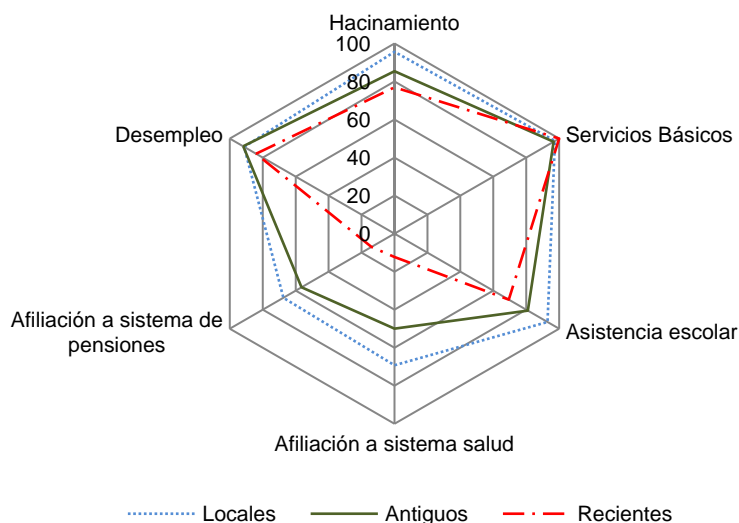 Hacinamiento
100
80
60
40
20
0
Servicios Básicos
Asistencia escolar
Afiliación a sistema salud
Afiliación a sistema de
pensiones
Desempleo
Locales Antiguos Recientes